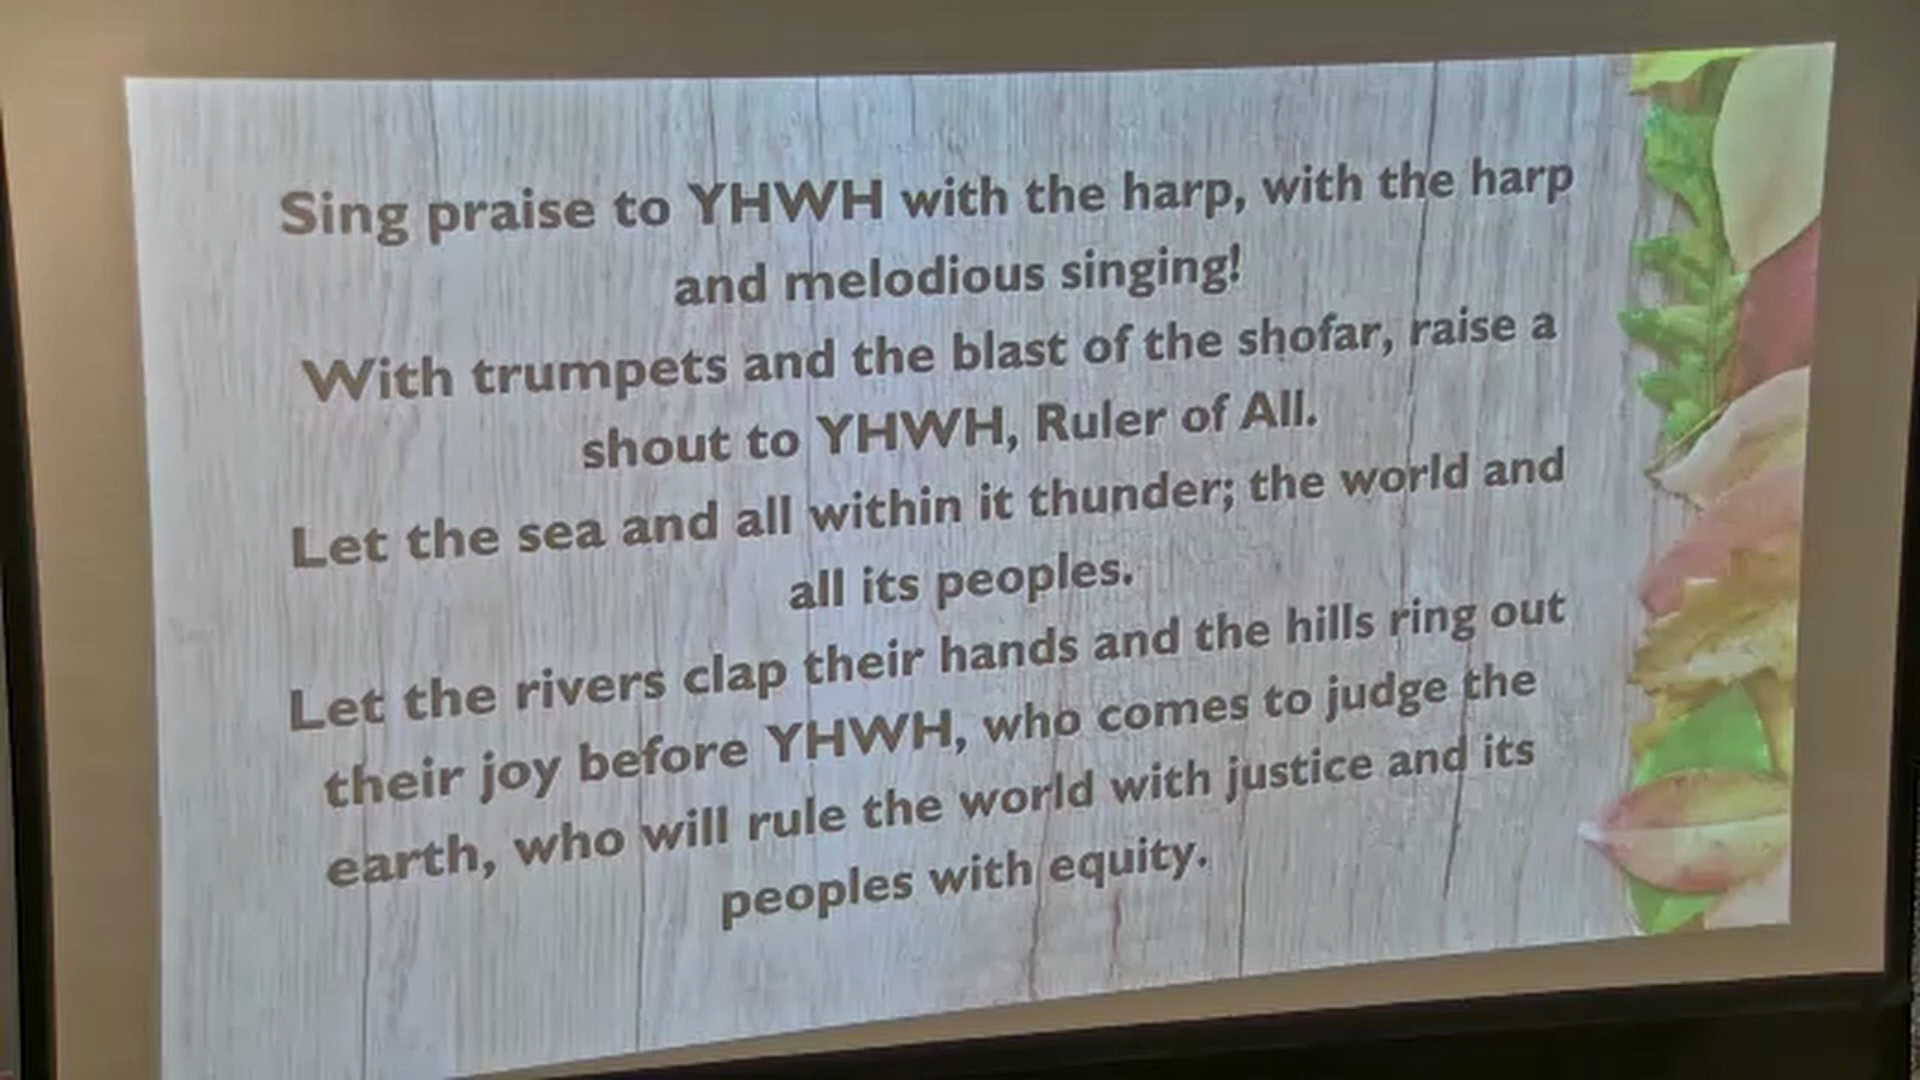 Sing praise to YHWH with the harp, with the harp
and melodious singing!
With trumpets and the blast of the shofar, raise a
shout to YHWH, Ruler of All.
Let the sea and all within it thunder; the world and
all its peoples.
Let the rivers clap their hands and the hills ring out
their joy before YHWH, who comes to judge the
earth, who will rule the world with justice and its
peoples with equity.